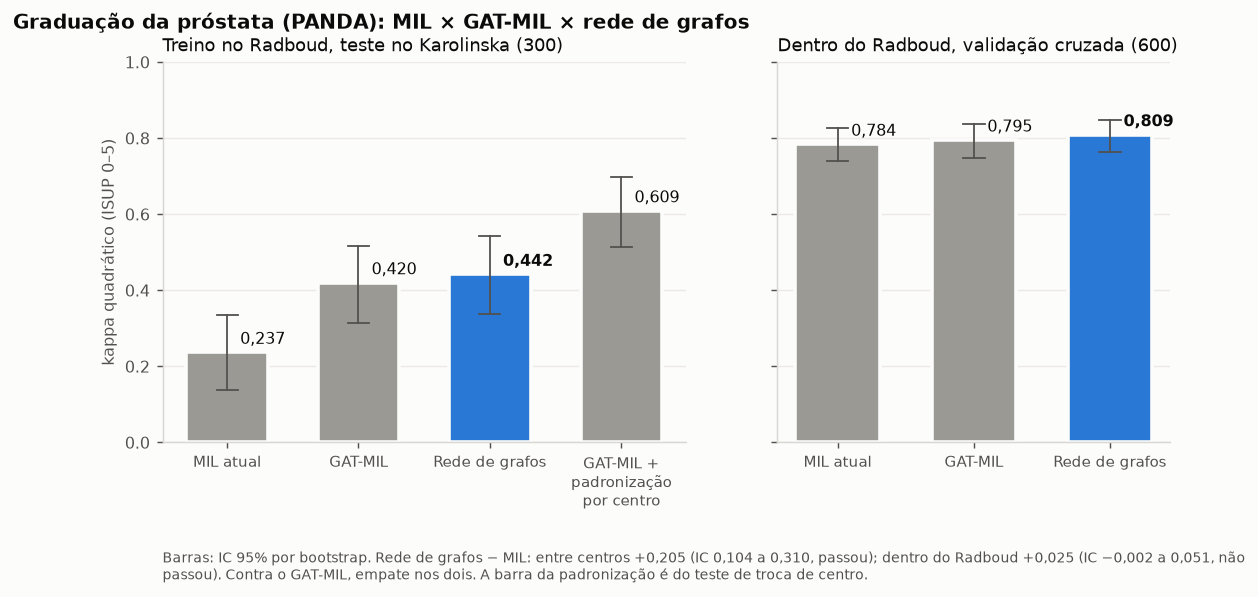 Graduação da próstata (PANDA): MIL × GAT-MIL × rede de grafos
Treino no Radboud, teste no Karolinska (300)
kappa quadrático (ISUP 0–5)
1.0
0.8
0.6
0.4
0.2
0.0
0,237
0,420
0,442
0,609
MIL atual
GAT-MIL
Rede de grafos
GAT-MIL +
padronização
por centro
Dentro do Radboud, validação cruzada (600)
0,784
0,795
0,809
MIL atual
GAT-MIL
Rede de grafos
Barras: IC 95% por bootstrap. Rede de grafos − MIL: entre centros +0,205 (IC 0,104 a 0,310, passou); dentro do Radboud +0,025 (IC −0,002 a 0,051, não
passou). Contra o GAT-MIL, empate nos dois. A barra da padronização é do teste de troca de centro.